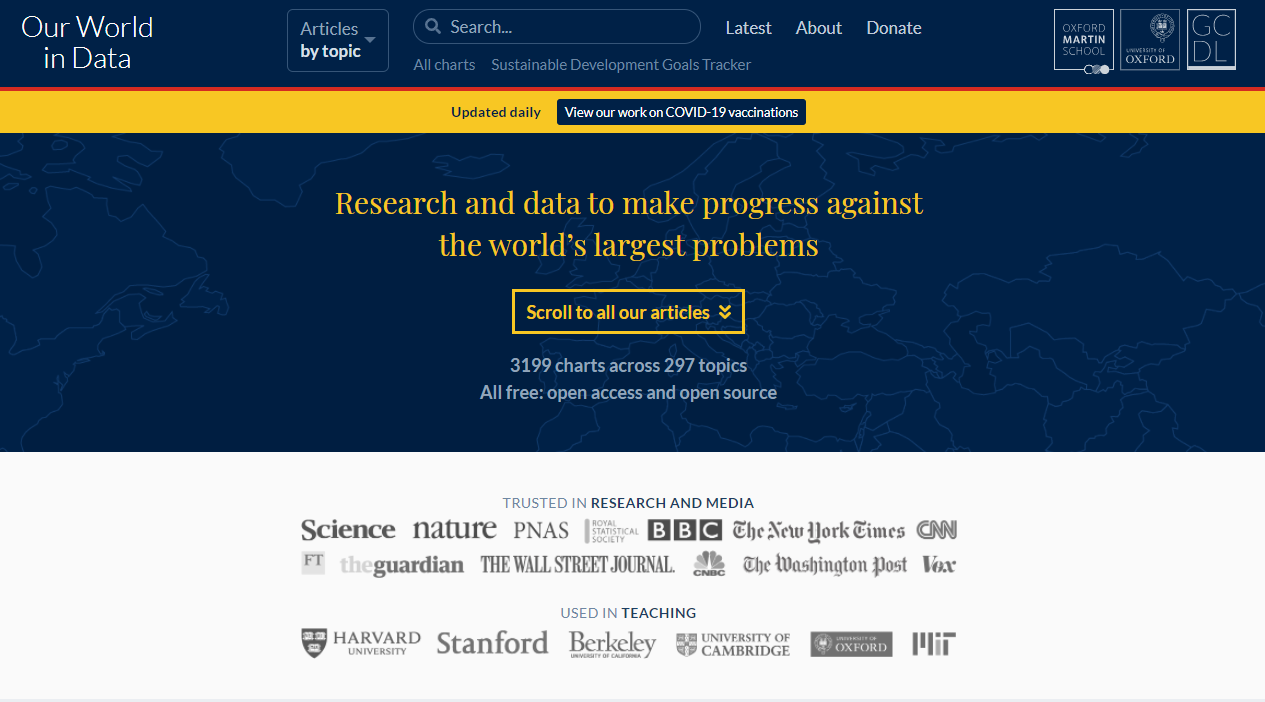 Our World
in Data
Articles
by topic
Search...
Latest
About
Donate
All charts
Sustainable Development Goals Tracker
OXFORD
MARTIN
SCHOOL
UNIVERSITY OF
OXFORD
GC
DL
Updated daily
View our work on COVID-19 vaccinations
Research and data to make progress against
the world's largest problems
Scroll to all our articles
3199 charts across 297 topics
All free: open access and open source
TRUSTED IN RESEARCH AND MEDIA
Science nature PNAS
ROYAL
STATISTICAL
SOCIETY
BBC The New York Times CNN
FT theguardian THE WALL STREET JOURNAL. CNBC The Washington Post Vox
USED IN TEACHING
HARVARD
UNIVERSITY
Stanford
Berkeley
UNIVERSITY OF CALIFORNIA
UNIVERSITY OF
CAMBRIDGE
UNIVERSITY OF
OXFORD
MIT